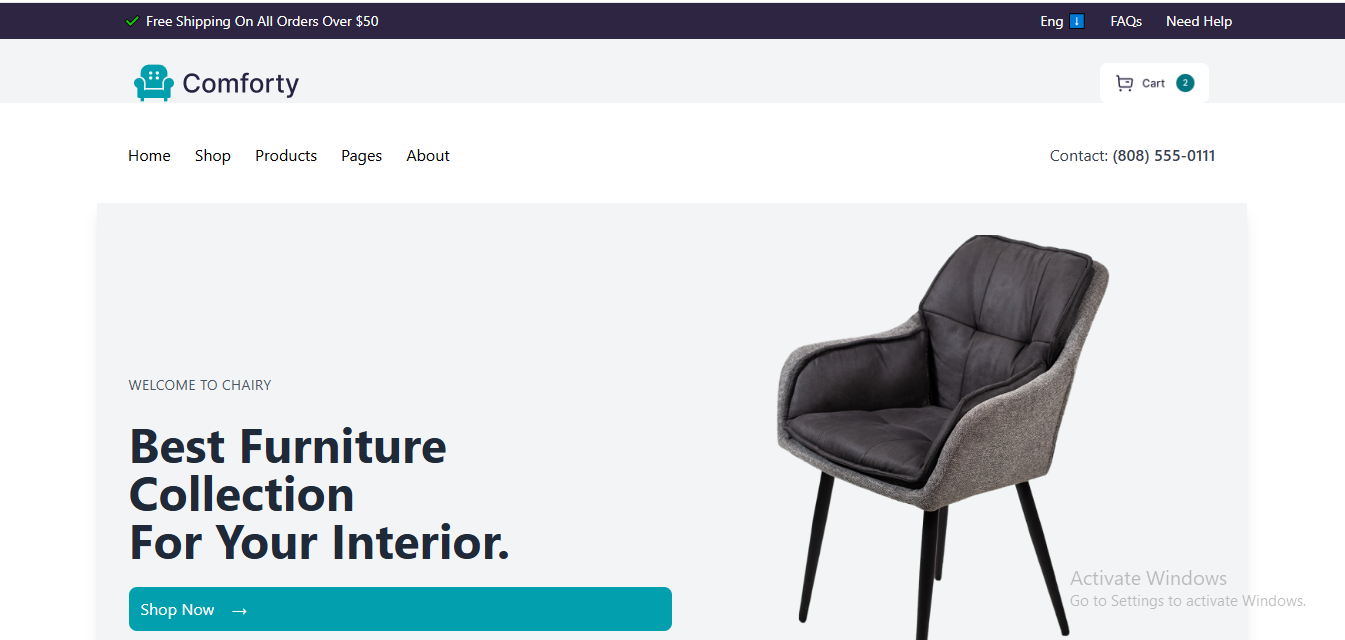 Free Shipping On All Orders Over $50
Eng ↓ FAQs Need Help
Comforty
Cart 2
Home Shop Products Pages About
Contact: (808) 555-0111
WELCOME TO CHAIRY
Best Furniture
Collection
For Your Interior.
Shop Now →
Activate Windows
Go to Settings to activate Windows.